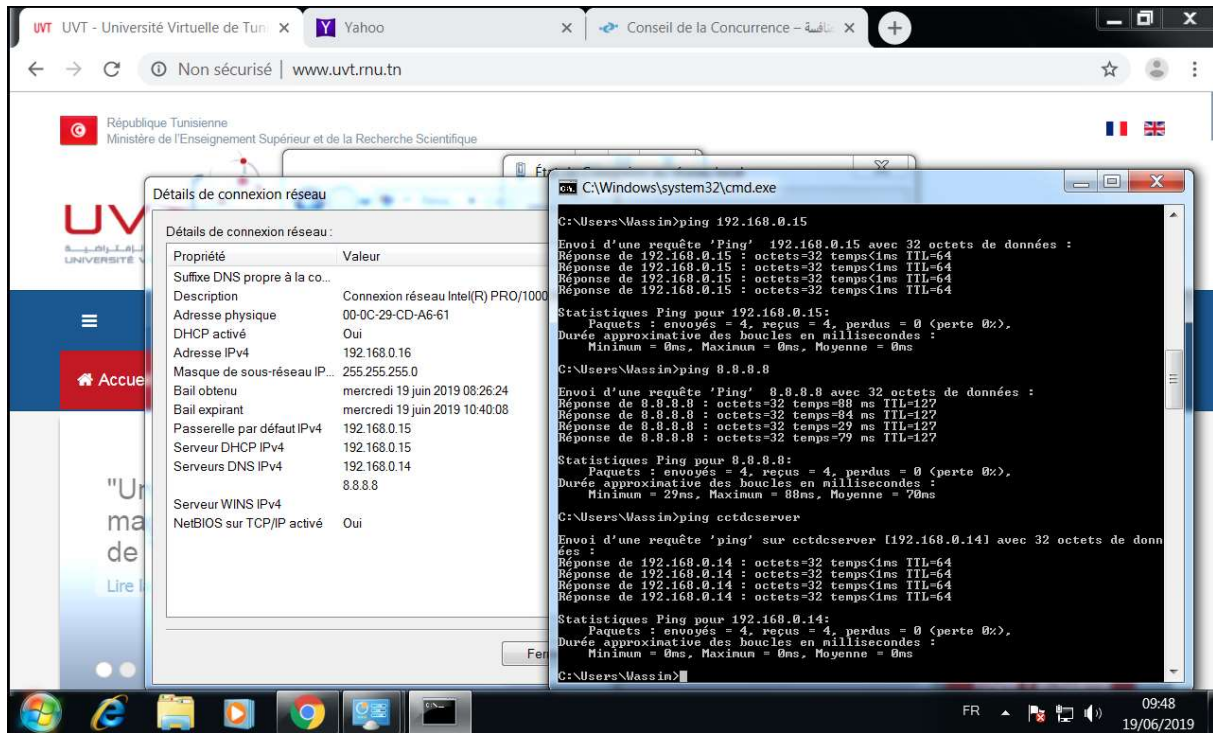 UVT UVT - Université Virtuelle de Tun
Yahoo
Conseil de la Concurrence –
Non sécurisé | www.uvt.rnu.tn
République Tunisienne
Ministère de l'Enseignement Supérieur et de la Recherche Scientifique
UV
UNIVERSITÉ
Accue
"Un
ma
de
Lire l
Détails de connexion réseau
Détails de connexion réseau :
Propriété Valeur
Suffixe DNS propre à la co...
Description Connexion réseau Intel(R) PRO/1000
Adresse physique 00-0C-29-CD-A6-61
DHCP activé Oui
Adresse IPv4 192.168.0.16
Masque de sous-réseau IP... 255.255.255.0
Bail obtenu mercredi 19 juin 2019 08:26:24
Bail expirant mercredi 19 juin 2019 10:40:08
Passerelle par défaut IPv4 192.168.0.15
Serveur DHCP IPv4 192.168.0.15
Serveurs DNS IPv4 192.168.0.14
8.8.8.8
Serveur WINS IPv4
NetBIOS sur TCP/IP activé Oui
Fer
C:\Windows\system32\cmd.exe
C:\Users\Wassim>ping 192.168.0.15
Envoi d'une requête 'Ping' 192.168.0.15 avec 32 octets de données :
Réponse de 192.168.0.15 : octets=32 temps<1ms TTL=64
Réponse de 192.168.0.15 : octets=32 temps<1ms TTL=64
Réponse de 192.168.0.15 : octets=32 temps<1ms TTL=64
Réponse de 192.168.0.15 : octets=32 temps<1ms TTL=64
Statistiques Ping pour 192.168.0.15:
Paquets : envoyés = 4, reçus = 4, perdus = 0 (perte 0%),
Durée approximative des boucles en millisecondes :
Minimum = 0ms, Maximum = 0ms, Moyenne = 0ms
C:\Users\Wassim>ping 8.8.8.8
Envoi d'une requête 'Ping' 8.8.8.8 avec 32 octets de données :
Réponse de 8.8.8.8 : octets=32 temps=88 ms TTL=127
Réponse de 8.8.8.8 : octets=32 temps=84 ms TTL=127
Réponse de 8.8.8.8 : octets=32 temps=29 ms TTL=127
Réponse de 8.8.8.8 : octets=32 temps=79 ms TTL=127
Statistiques Ping pour 8.8.8.8:
Paquets : envoyés = 4, reçus = 4, perdus = 0 (perte 0%),
Durée approximative des boucles en millisecondes :
Minimum = 29ms, Maximum = 88ms, Moyenne = 70ms
C:\Users\Wassim>ping cctdcserver
Envoi d'une requête 'ping' sur cctdcserver [192.168.0.14] avec 32 octets de donn
ées :
Réponse de 192.168.0.14 : octets=32 temps<1ms TTL=64
Réponse de 192.168.0.14 : octets=32 temps<1ms TTL=64
Réponse de 192.168.0.14 : octets=32 temps<1ms TTL=64
Réponse de 192.168.0.14 : octets=32 temps<1ms TTL=64
Statistiques Ping pour 192.168.0.14:
Paquets : envoyés = 4, reçus = 4, perdus = 0 (perte 0%),
Durée approximative des boucles en millisecondes :
Minimum = 0ms, Maximum = 0ms, Moyenne = 0ms
C:\Users\Wassim>
FR
09:48
19/06/2019